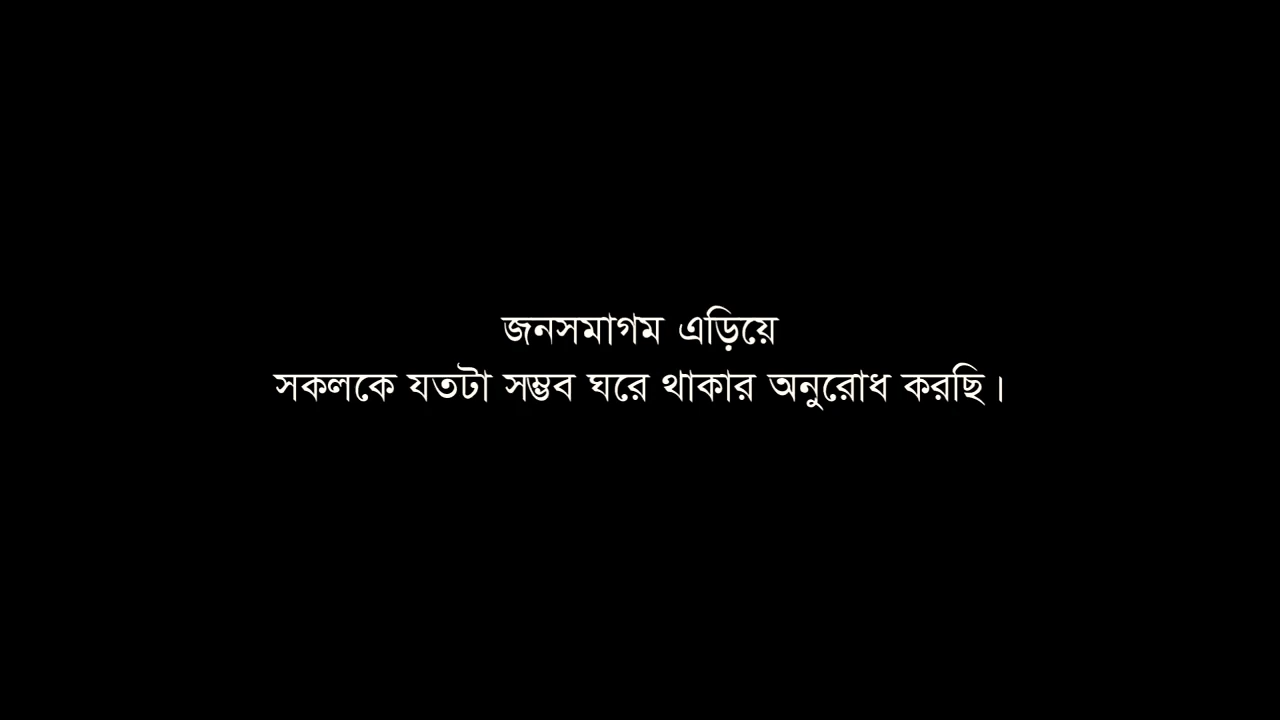 জনসমাগম এড়িয়ে
সকলকে যতটা সম্ভব ঘরে থাকার অনুরোধ করছি।